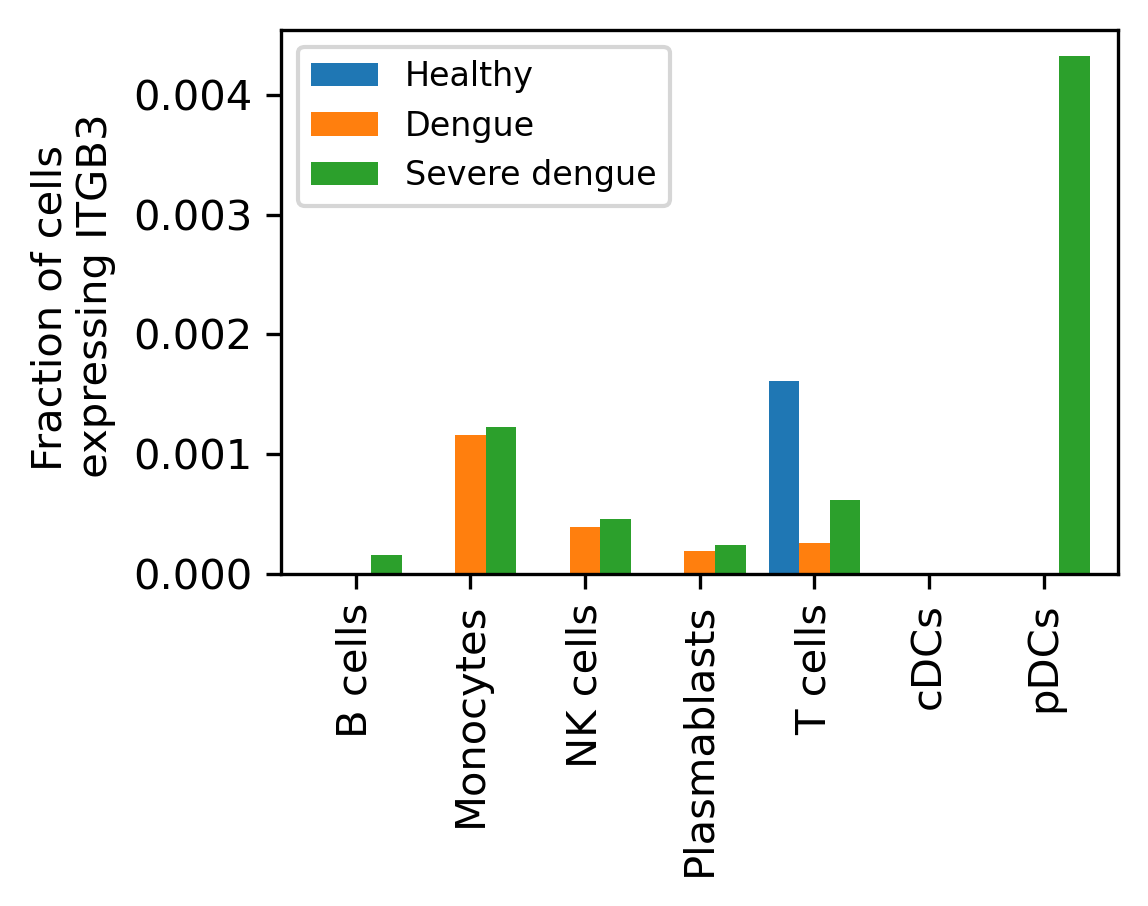 Fraction of cells
expressing ITGB3
0.004
0.003
0.002
0.001
0.000
Healthy
Dengue
Severe dengue
B cells
Monocytes
NK cells
Plasmablasts
T cells
cDCs
pDCs